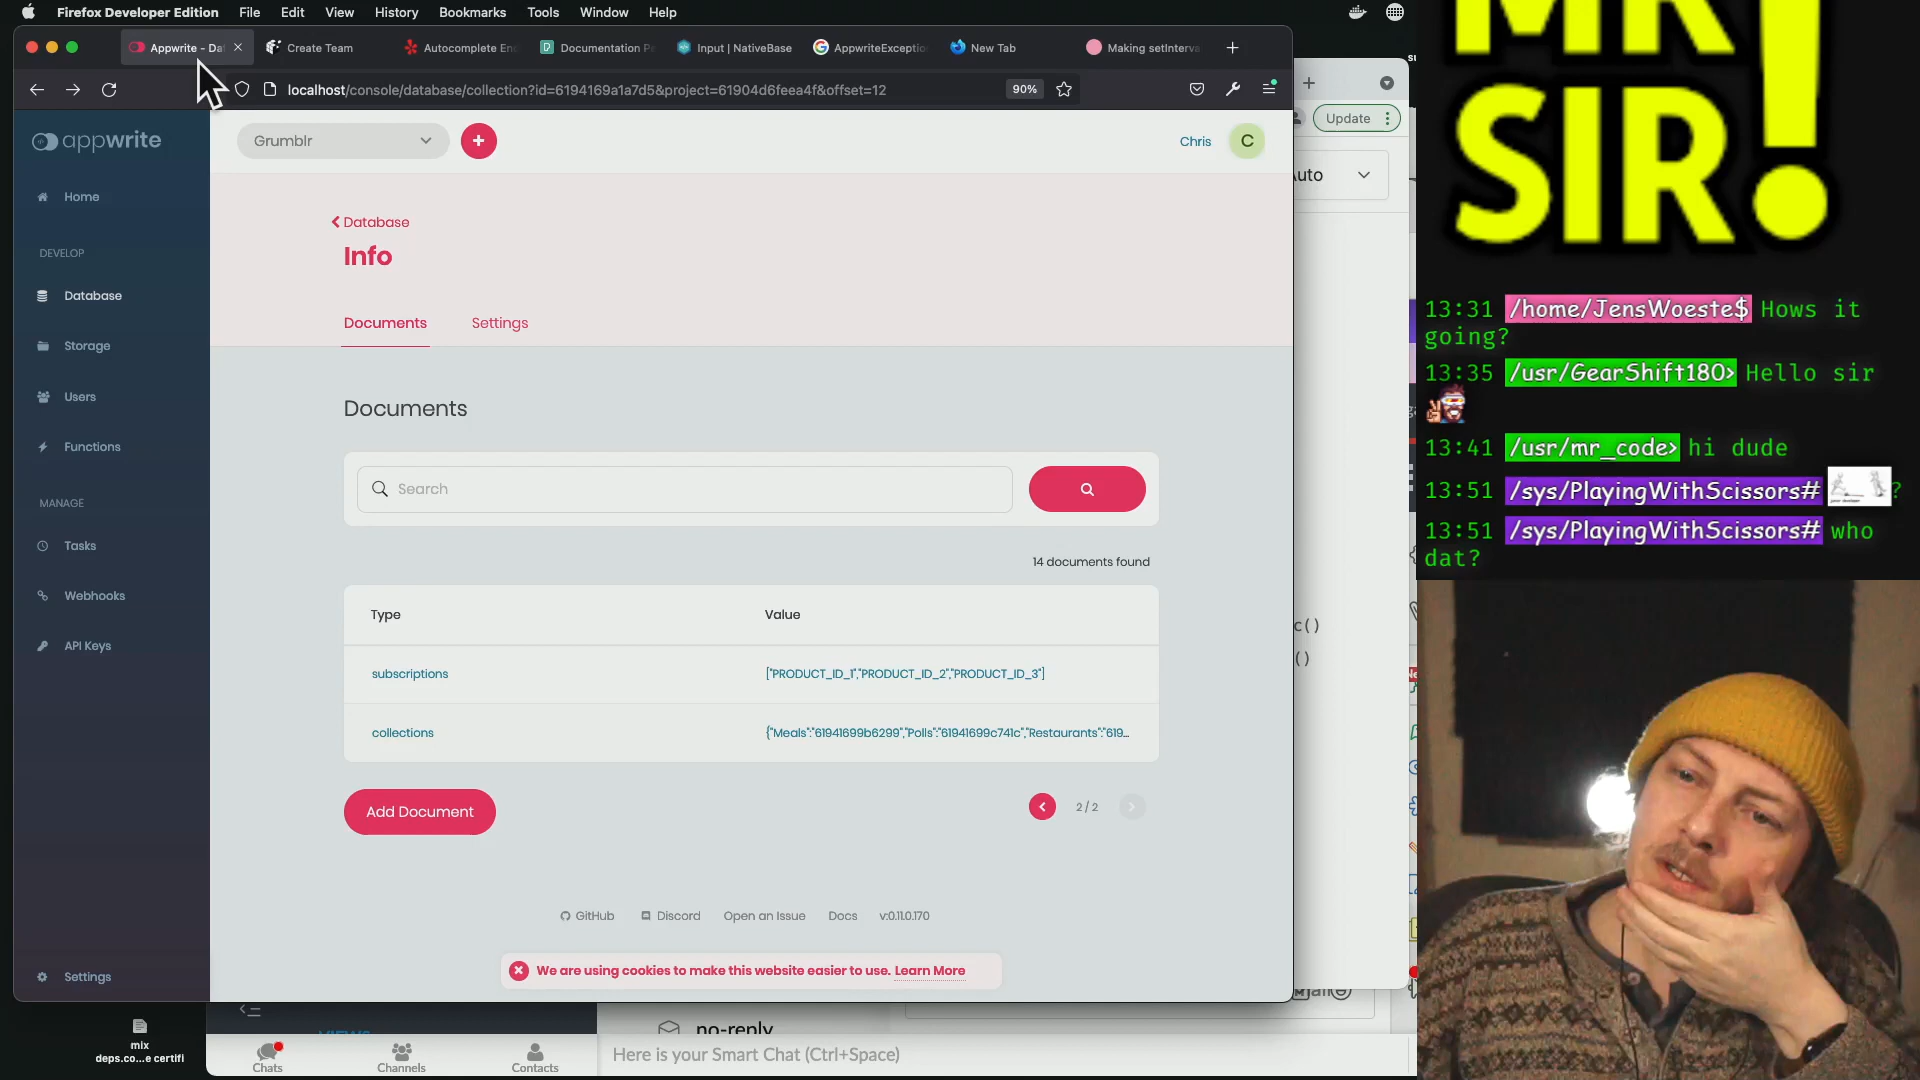 Firefox Developer Edition File Edit View History Bookmarks Tools Window Help
Appwrite - Da Create Team Autocomplete En Documentation P Input | NativeBase AppwriteExceptio New Tab Making setInterva
localhost/console/database/collection?id=6194169a1a7d5&project=61904d6feea4f&offset=12 90%
appwrite
Grumblr
Chris C
Update
Auto
Home
DEVELOP
Database
Storage
Users
Functions
MANAGE
Tasks
Webhooks
API Keys
Settings
Database
Info
Documents Settings
Documents
Search
14 documents found
Type Value
subscriptions ["PRODUCT_ID_1","PRODUCT_ID_2","PRODUCT_ID_3"]
collections {"Meals":"61941699b6299","Polls":"61941699c741c","Restaurants":"619...
Add Document
2 / 2
GitHub Discord Open an Issue Docs v:0.11.0.170
We are using cookies to make this website easier to use. Learn More
c()
()
mix
deps.co...e certifi
VIEWS
no-reply
Chats Channels Contacts
Here is your Smart Chat (Ctrl+Space)
MR
SIR!
13:31 /home/JensWoeste$ Hows it
going?
13:35 /usr/GearShift180> Hello sir
13:41 /usr/mr_code> hi dude
13:51 /sys/PlayingWithScissors# ?
13:51 /sys/PlayingWithScissors# who
dat?